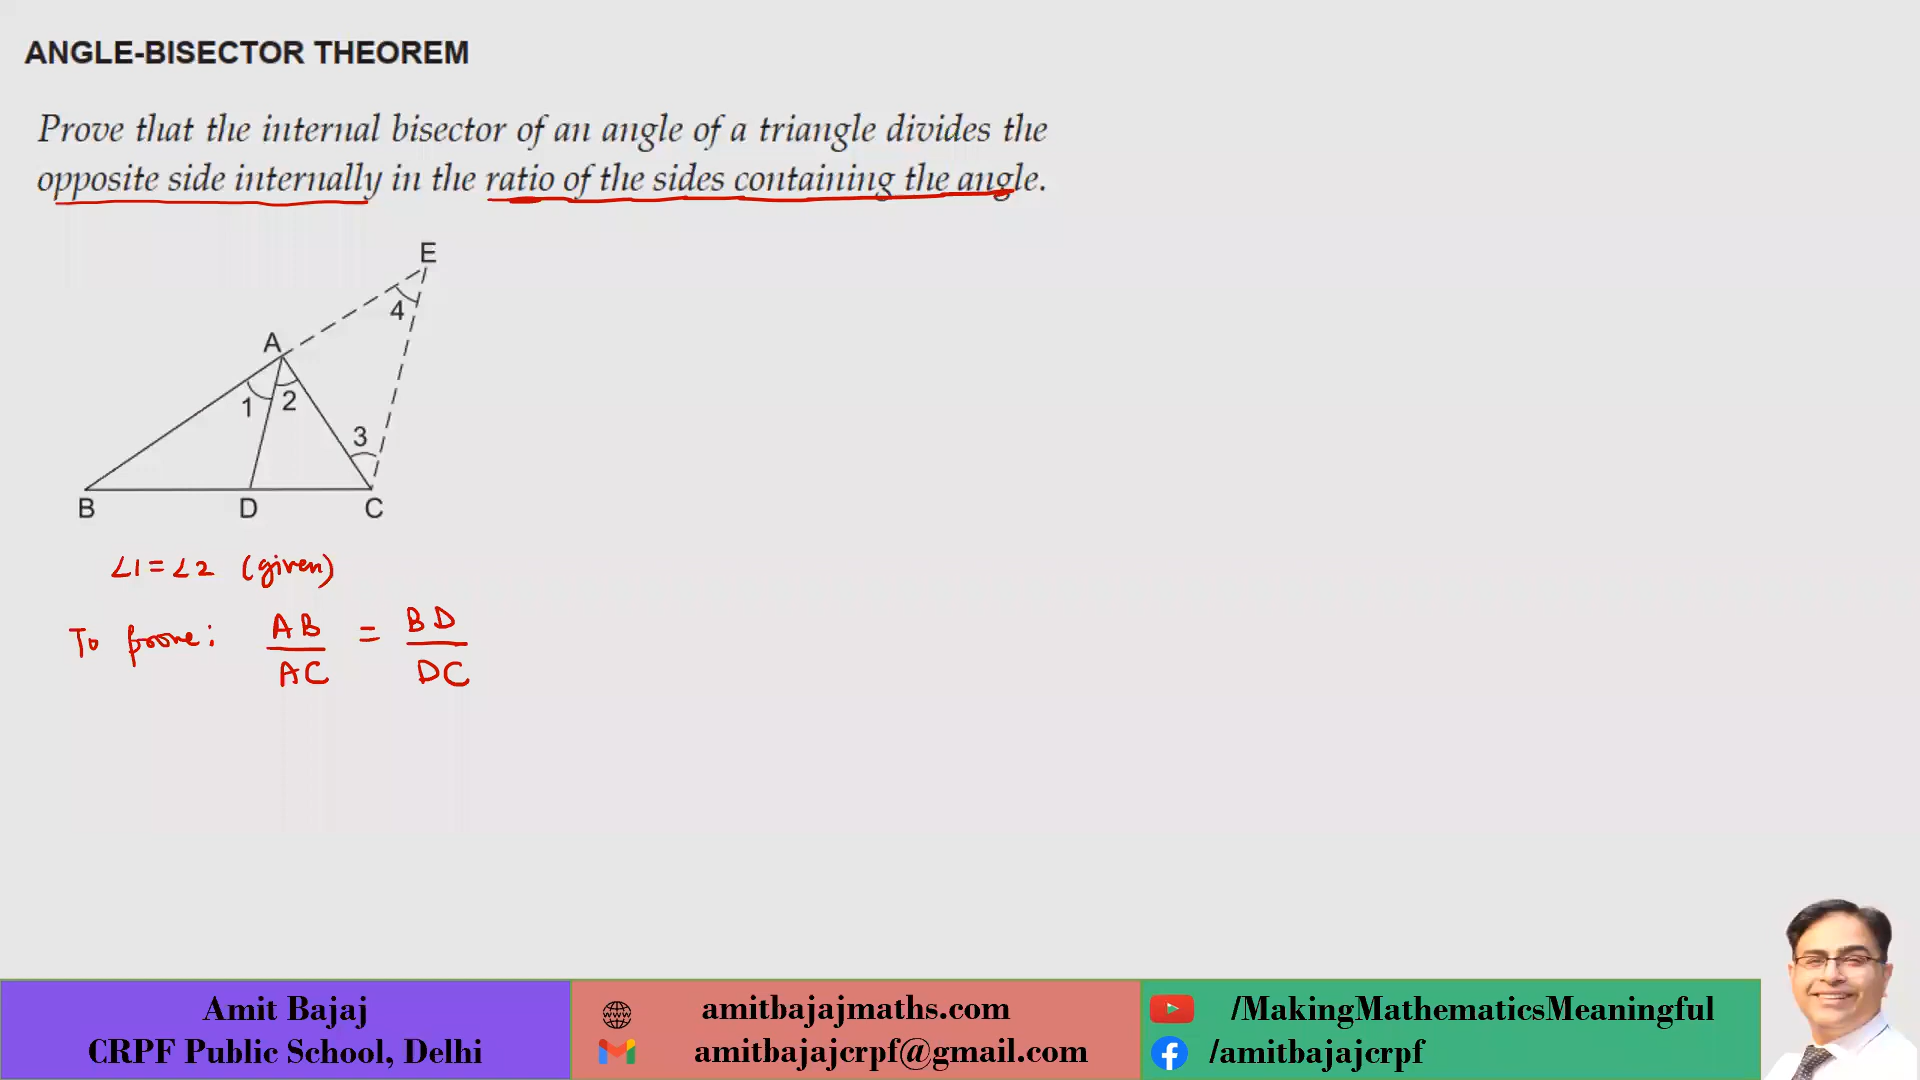 ANGLE-BISECTOR THEOREM
Prove that the internal bisector of an angle of a triangle divides the
opposite side internally in the ratio of the sides containing the angle.
E
4
A
1 2
3
B D C
∠1 = ∠2 (given)
To prove: AB/AC = BD/DC
Amit Bajaj
CRPF Public School, Delhi
amitbajajmaths.com
amitbajajcrpf@gmail.com
/MakingMathematicsMeaningful
/amitbajajcrpf